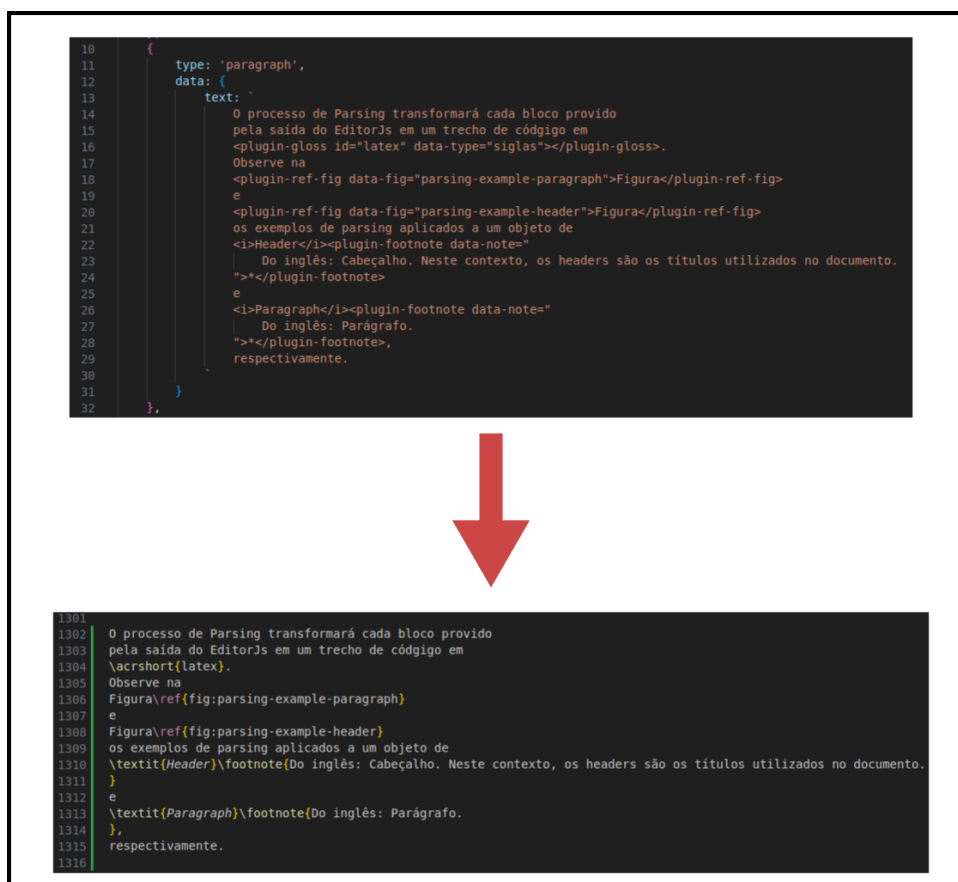 10 {
11 type: 'paragraph',
12 data: {
13 text: `
14 O processo de Parsing transformará cada bloco provido
15 pela saída do EditorJs em um trecho de códgigo em
16 <plugin-gloss id="latex" data-type="siglas"></plugin-gloss>.
17 Observe na
18 <plugin-ref-fig data-fig="parsing-example-paragraph">Figura</plugin-ref-fig>
19 e
20 <plugin-ref-fig data-fig="parsing-example-header">Figura</plugin-ref-fig>
21 os exemplos de parsing aplicados a um objeto de
22 <i>Header</i><plugin-footnote data-note="
23 Do inglês: Cabeçalho. Neste contexto, os headers são os títulos utilizados no documento.
24 ">*</plugin-footnote>
25 e
26 <i>Paragraph</i><plugin-footnote data-note="
27 Do inglês: Parágrafo.
28 ">*</plugin-footnote>,
29 respectivamente.
30 `
31 }
32 },
1301
1302 O processo de Parsing transformará cada bloco provido
1303 pela saída do EditorJs em um trecho de códgigo em
1304 \acrshort{latex}.
1305 Observe na
1306 Figura\ref{fig:parsing-example-paragraph}
1307 e
1308 Figura\ref{fig:parsing-example-header}
1309 os exemplos de parsing aplicados a um objeto de
1310 \textit{Header}\footnote{Do inglês: Cabeçalho. Neste contexto, os headers são os títulos utilizados no documento.
1311 }
1312 e
1313 \textit{Paragraph}\footnote{Do inglês: Parágrafo.
1314 },
1315 respectivamente.
1316